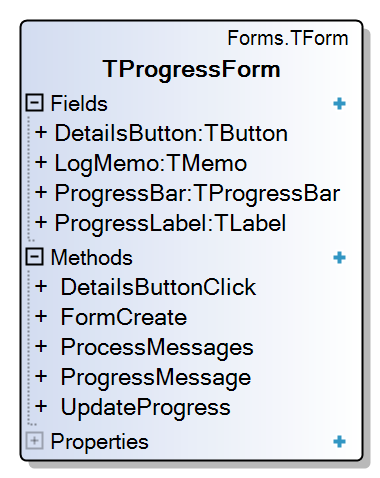 Forms.TForm
TProgressForm
Fields
+ DetailsButton:TButton
+ LogMemo:TMemo
+ ProgressBar:TProgressBar
+ ProgressLabel:TLabel
Methods
+ DetailsButtonClick
+ FormCreate
+ ProcessMessages
+ ProgressMessage
+ UpdateProgress
Properties